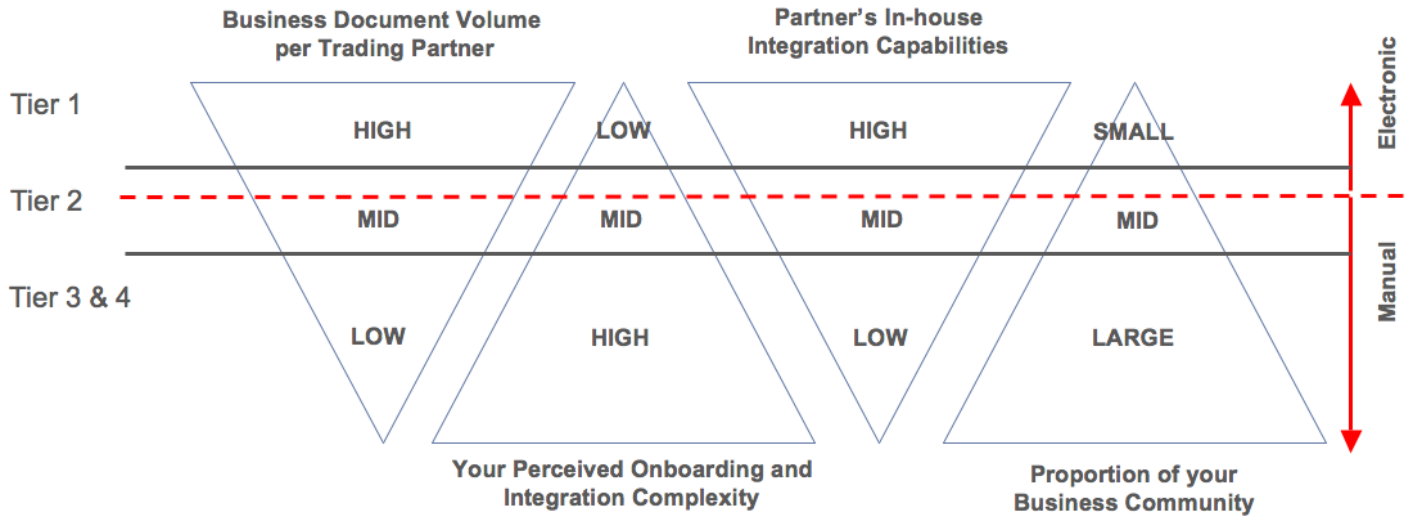 Business Document Volume
per Trading Partner
Partner's In-house
Integration Capabilities
Electronic
Tier 1
HIGH
LOW
HIGH
SMALL
Tier 2
MID
MID
MID
MID
Manual
Tier 3 & 4
LOW
HIGH
LOW
LARGE
Your Perceived Onboarding and
Integration Complexity
Proportion of your
Business Community